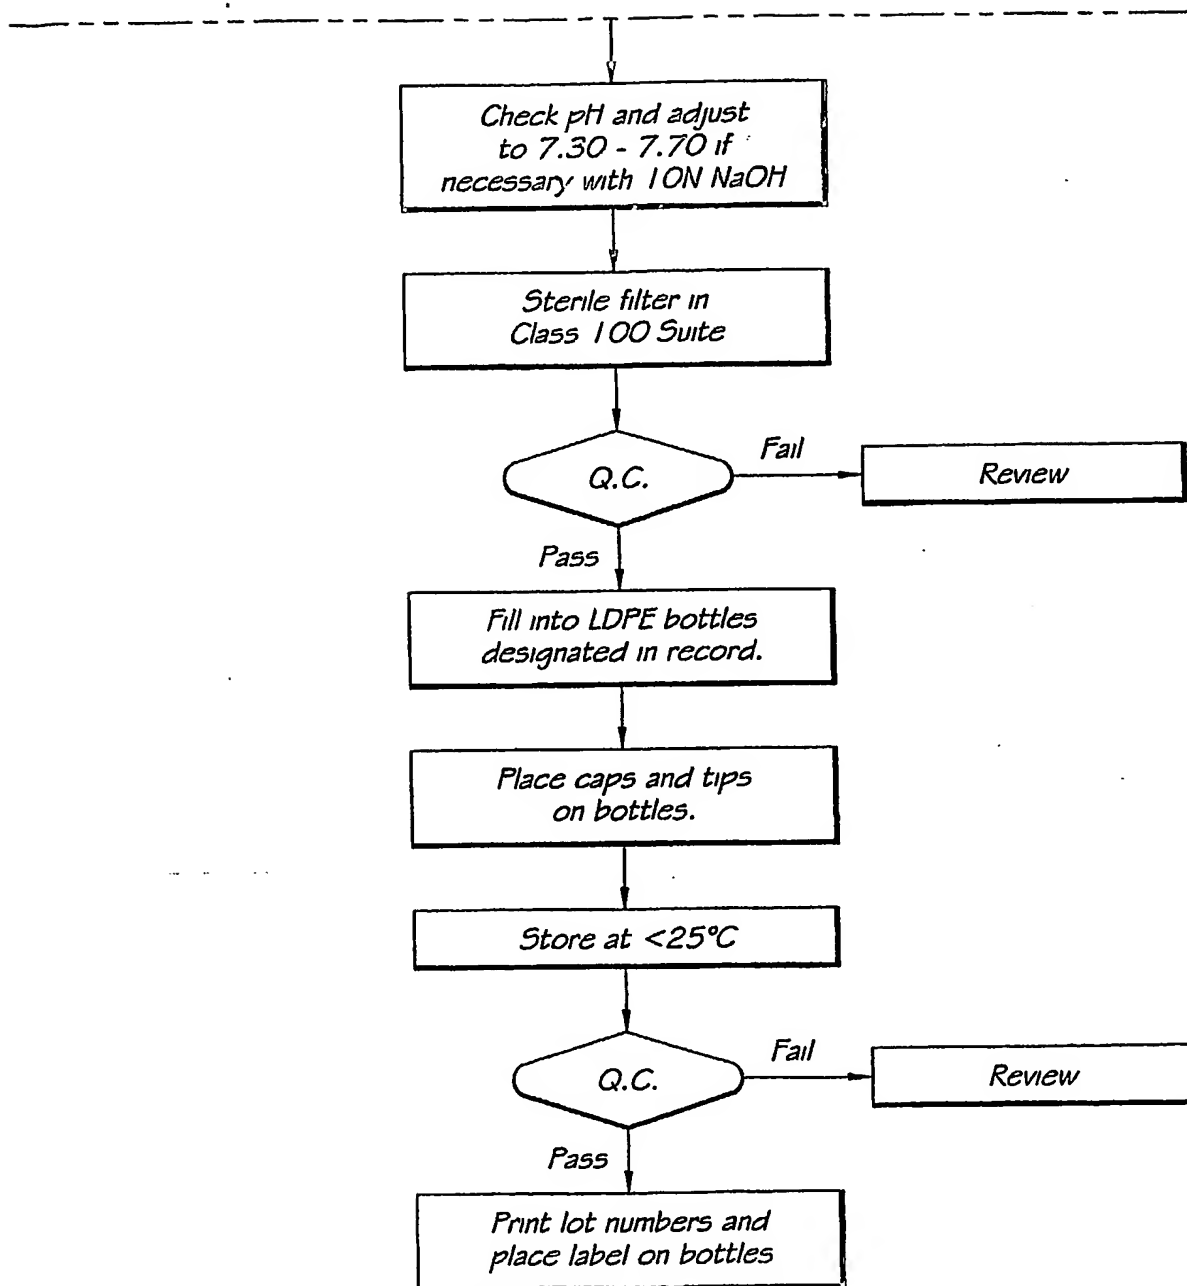 Check pH and adjust
to 7.30 - 7.70 if
necessary with 10N NaOH
Sterile filter in
Class 100 Suite
Q.C.
Fail
Review
Pass
Fill into LDPE bottles
designated in record.
Place caps and tips
on bottles.
Store at <25°C
Q.C.
Fail
Review
Pass
Print lot numbers and
place label on bottles